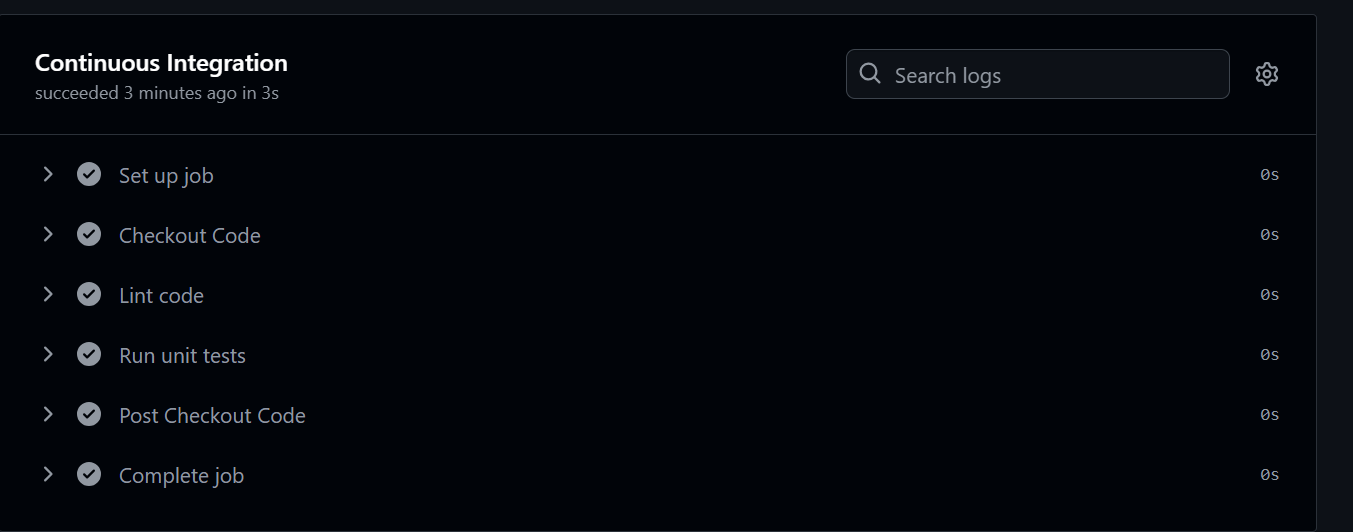 Continuous Integration
succeeded 3 minutes ago in 3s
Search logs
Set up job 0s
Checkout Code 0s
Lint code 0s
Run unit tests 0s
Post Checkout Code 0s
Complete job 0s